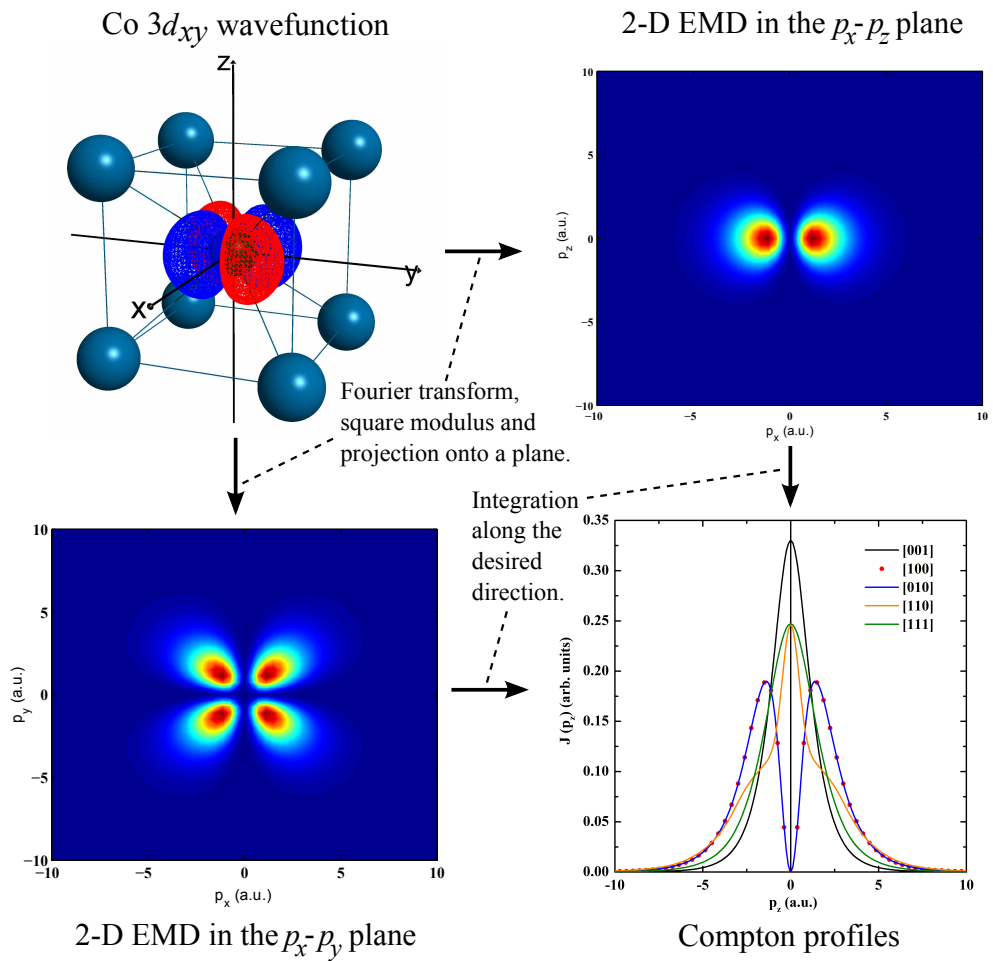 Co 3dxy wavefunction
2-D EMD in the px-pz plane
z
y
x
10
5
0
−5
−10
pz (a.u.)
−10
−5
0
5
10
px (a.u.)
Fourier transform,
square modulus and
projection onto a plane.
Integration
along the
desired
direction.
10
5
0
−5
−10
py (a.u.)
−10
−5
0
5
10
px (a.u.)
2-D EMD in the px-py plane
0.35
0.30
0.25
0.20
0.15
0.10
0.05
0.00
J (pz) (arb. units)
[001]
[100]
[010]
[110]
[111]
-10
-5
0
5
10
pz (a.u.)
Compton profiles